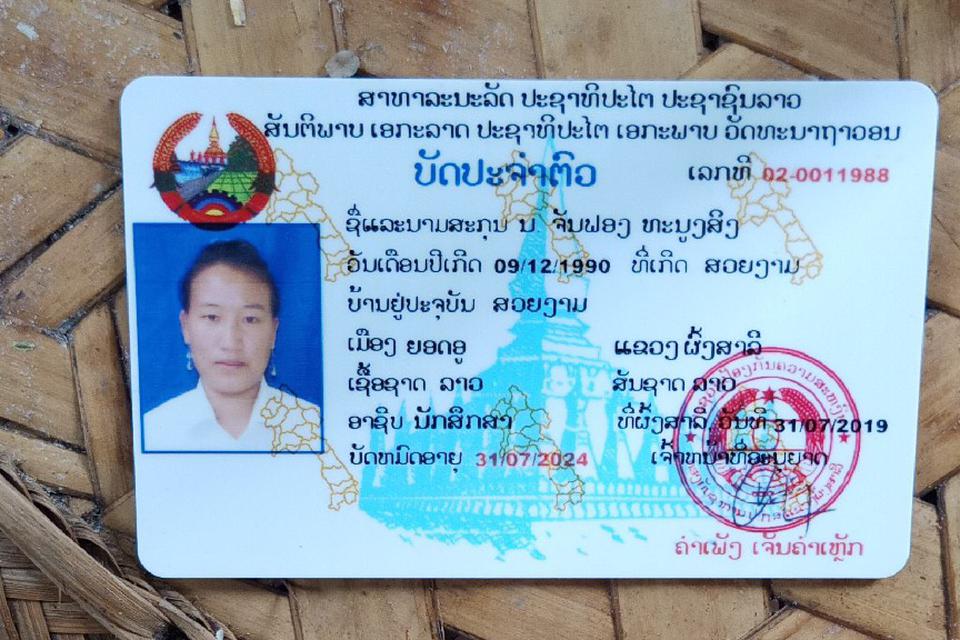 ສາທາລະນະລັດ ປະຊາທິປະໄຕ ປະຊາຊົນລາວ
ສັນຕິພາບ ເອກະລາດ ປະຊາທິປະໄຕ ເອກະພາບ ວັດທະນາຖາວອນ
ບັດປະຈຳຕົວ
ເລກທີ 02-0011988
ຊື່ແລະນາມສະກຸນ ນ. ຈັນຟອງ ທະນູງສິງ
ວັນເດືອນປີເກີດ 09/12/1990 ທີ່ເກີດ ສວຍງາມ
ບ້ານຢູ່ປະຈຸບັນ ສວຍງາມ
ເມືອງ ຍອດອູ ແຂວງ ຜົ້ງສາລີ
ເຊື້ອຊາດ ລາວ ສັນຊາດ ລາວ
ອາຊີບ ນັກສຶກສາ ທີ່ຜົ້ງສາລີ, ວັນທີ 31/07/2019
ບັດຫມົດອາຍຸ 31/07/2024 ເຈົ້າຫນ້າທີ່ອະນຸຍາດ
ຄຳເພັງ ເຈັນຄຳເຫຼັກ